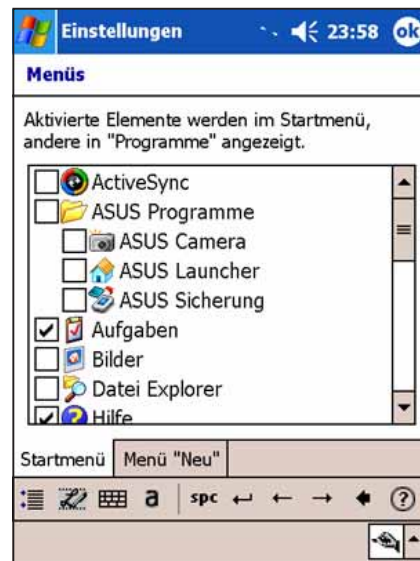 Einstellungen 23:58 ok
Menüs
Aktivierte Elemente werden im Startmenü,
andere in "Programme" angezeigt.
ActiveSync
ASUS Programme
ASUS Camera
ASUS Launcher
ASUS Sicherung
Aufgaben
Bilder
Datei Explorer
Hilfe
Startmenü Menü "Neu"
a spc ?